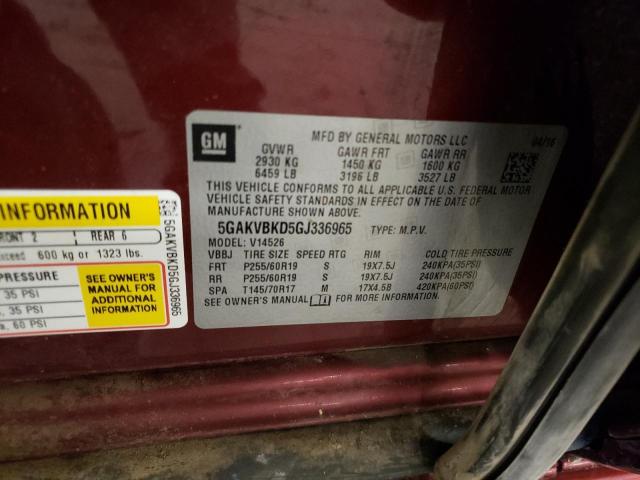 GM
MFD BY GENERAL MOTORS LLC 04/16
GVWR GAWR FRT GAWR RR
2930 KG 1450 KG 1600 KG
6459 LB 3196 LB 3527 LB
THIS VEHICLE CONFORMS TO ALL APPLICABLE U.S. FEDERAL MOTOR
VEHICLE SAFETY STANDARDS IN EFFECT ON THE DATE OF
MANUFACTURE SHOWN ABOVE.
5GAKVBKD5GJ336965 TYPE: M.P.V.
MODEL: V14526
VBBJ TIRE SIZE SPEED RTG RIM COLD TIRE PRESSURE
FRT P255/60R19 S 19X7.5J 240KPA(35PSI)
RR P255/60R19 S 19X7.5J 240KPA(35PSI)
SPA T145/70R17 M 17X4.5B 420KPA(60PSI)
SEE OWNER'S MANUAL FOR MORE INFORMATION.
INFORMATION
FRONT 2 REAR 6
exceed 600 kg or 1323 lbs.
PRESSURE
35 PSI
35 PSI
60 PSI
SEE OWNER'S
MANUAL FOR
ADDITIONAL
INFORMATION
5GAKVBKD5GJ336965